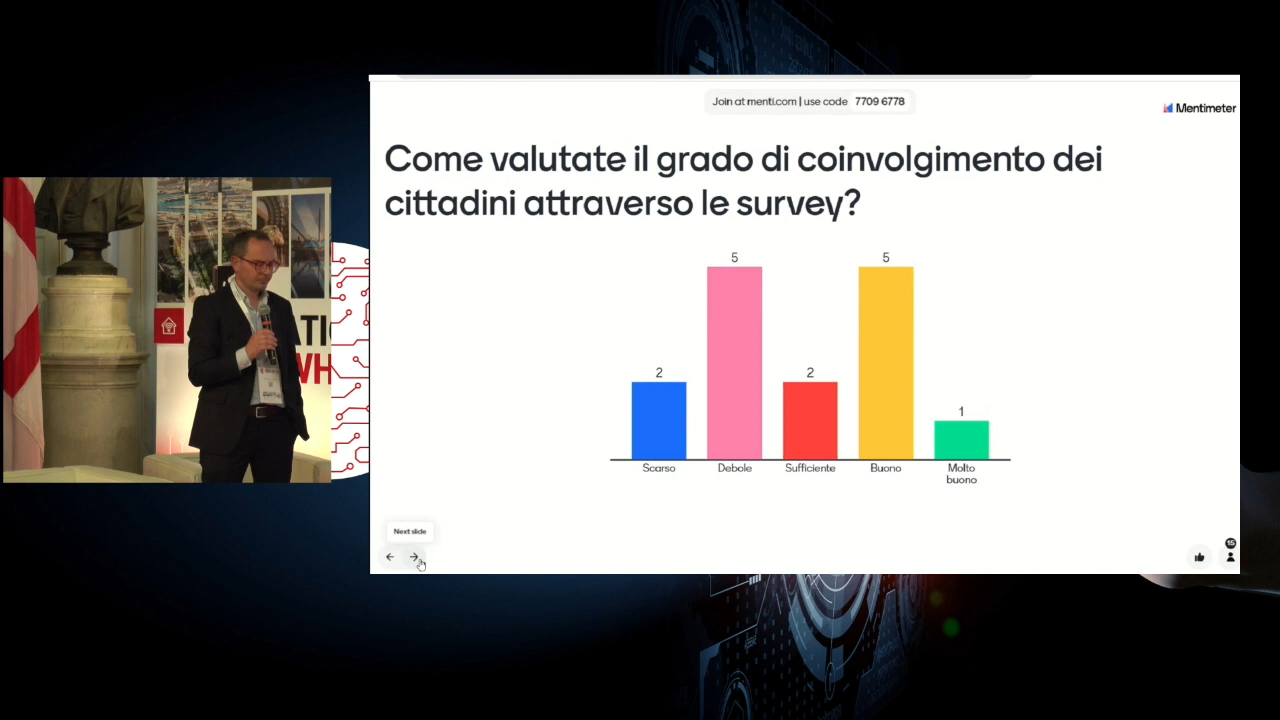 Join at menti.com | use code 7709 6778
Mentimeter
Come valutate il grado di coinvolgimento dei
cittadini attraverso le survey?
5
5
2
2
1
Scarso
Debole
Sufficiente
Buono
Molto
buono
Next slide
15